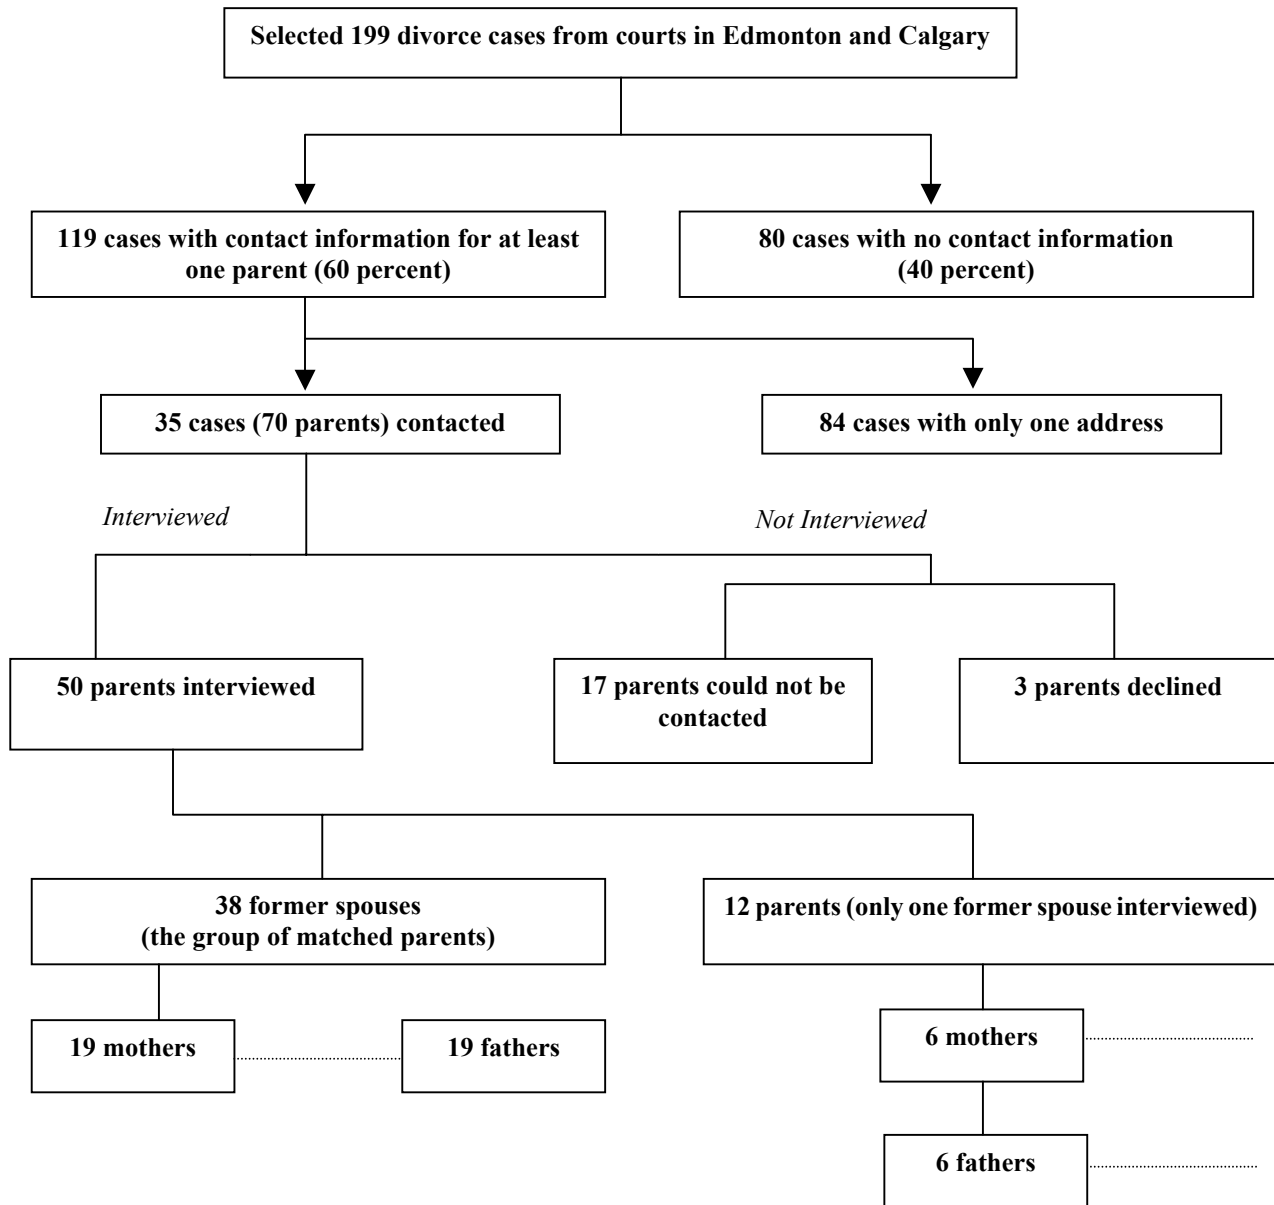 Selected 199 divorce cases from courts in Edmonton and Calgary
119 cases with contact information for at least
one parent (60 percent)
80 cases with no contact information
(40 percent)
35 cases (70 parents) contacted
84 cases with only one address
Interviewed
Not Interviewed
50 parents interviewed
17 parents could not be
contacted
3 parents declined
38 former spouses
(the group of matched parents)
12 parents (only one former spouse interviewed)
19 mothers
19 fathers
6 mothers
6 fathers